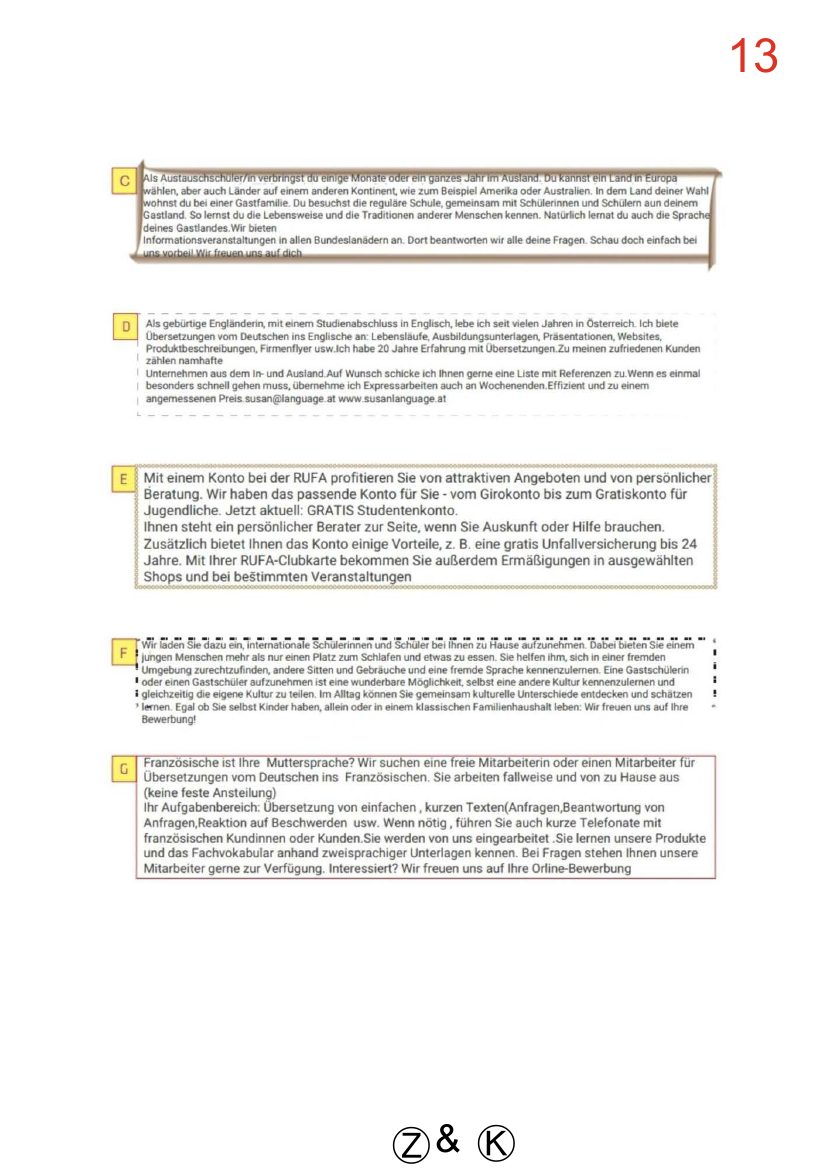 13
C
Als Austauschschüler/in verbringst du einige Monate oder ein ganzes Jahr im Ausland. Du kannst ein Land in Europa
wählen, aber auch Länder auf einem anderen Kontinent, wie zum Beispiel Amerika oder Australien. In dem Land deiner Wahl
wohnst du bei einer Gastfamilie. Du besuchst die reguläre Schule, gemeinsam mit Schülerinnen und Schülern aun deinem
Gastland. So lernst du die Lebensweise und die Traditionen anderer Menschen kennen. Natürlich lernat du auch die Sprache
deines Gastlandes.Wir bieten
Informationsveranstaltungen in allen Bundeslanädern an. Dort beantworten wir alle deine Fragen. Schau doch einfach bei
uns vorbei! Wir freuen uns auf dich
D
Als gebürtige Engländerin, mit einem Studienabschluss in Englisch, lebe ich seit vielen Jahren in Österreich. Ich biete
Übersetzungen vom Deutschen ins Englische an: Lebensläufe, Ausbildungsunterlagen, Präsentationen, Websites,
Produktbeschreibungen, Firmenflyer usw.Ich habe 20 Jahre Erfahrung mit Übersetzungen.Zu meinen zufriedenen Kunden
zählen namhafte
Unternehmen aus dem In- und Ausland.Auf Wunsch schicke ich Ihnen gerne eine Liste mit Referenzen zu.Wenn es einmal
besonders schnell gehen muss, übernehme ich Expressarbeiten auch an Wochenenden.Effizient und zu einem
angemessenen Preis.susan@language.at www.susanlanguage.at
E
Mit einem Konto bei der RUFA profitieren Sie von attraktiven Angeboten und von persönlicher
Beratung. Wir haben das passende Konto für Sie - vom Girokonto bis zum Gratiskonto für
Jugendliche. Jetzt aktuell: GRATIS Studentenkonto.
Ihnen steht ein persönlicher Berater zur Seite, wenn Sie Auskunft oder Hilfe brauchen.
Zusätzlich bietet Ihnen das Konto einige Vorteile, z. B. eine gratis Unfallversicherung bis 24
Jahre. Mit Ihrer RUFA-Clubkarte bekommen Sie außerdem Ermäßigungen in ausgewählten
Shops und bei beštimmten Veranstaltungen
F
Wir laden Sie dazu ein, internationale Schülerinnen und Schüler bei Ihnen zu Hause aufzunehmen. Dabei bieten Sie einem
jungen Menschen mehr als nur einen Platz zum Schlafen und etwas zu essen. Sie helfen ihm, sich in einer fremden
Umgebung zurechtzufinden, andere Sitten und Gebräuche und eine fremde Sprache kennenzulernen. Eine Gastschülerin
oder einen Gastschüler aufzunehmen ist eine wunderbare Möglichkeit, selbst eine andere Kultur kennenzulernen und
gleichzeitig die eigene Kultur zu teilen. Im Alltag können Sie gemeinsam kulturelle Unterschiede entdecken und schätzen
lernen. Egal ob Sie selbst Kinder haben, allein oder in einem klassischen Familienhaushalt leben: Wir freuen uns auf Ihre
Bewerbung!
G
Französische ist Ihre Muttersprache? Wir suchen eine freie Mitarbeiterin oder einen Mitarbeiter für
Übersetzungen vom Deutschen ins Französischen. Sie arbeiten fallweise und von zu Hause aus
(keine feste Ansteilung)
Ihr Aufgabenbereich: Übersetzung von einfachen , kurzen Texten(Anfragen,Beantwortung von
Anfragen,Reaktion auf Beschwerden usw. Wenn nötig , führen Sie auch kurze Telefonate mit
französischen Kundinnen oder Kunden.Sie werden von uns eingearbeitet .Sie lernen unsere Produkte
und das Fachvokabular anhand zweisprachiger Unterlagen kennen. Bei Fragen stehen Ihnen unsere
Mitarbeiter gerne zur Verfügung. Interessiert? Wir freuen uns auf Ihre Orline-Bewerbung
Ⓩ & Ⓚ